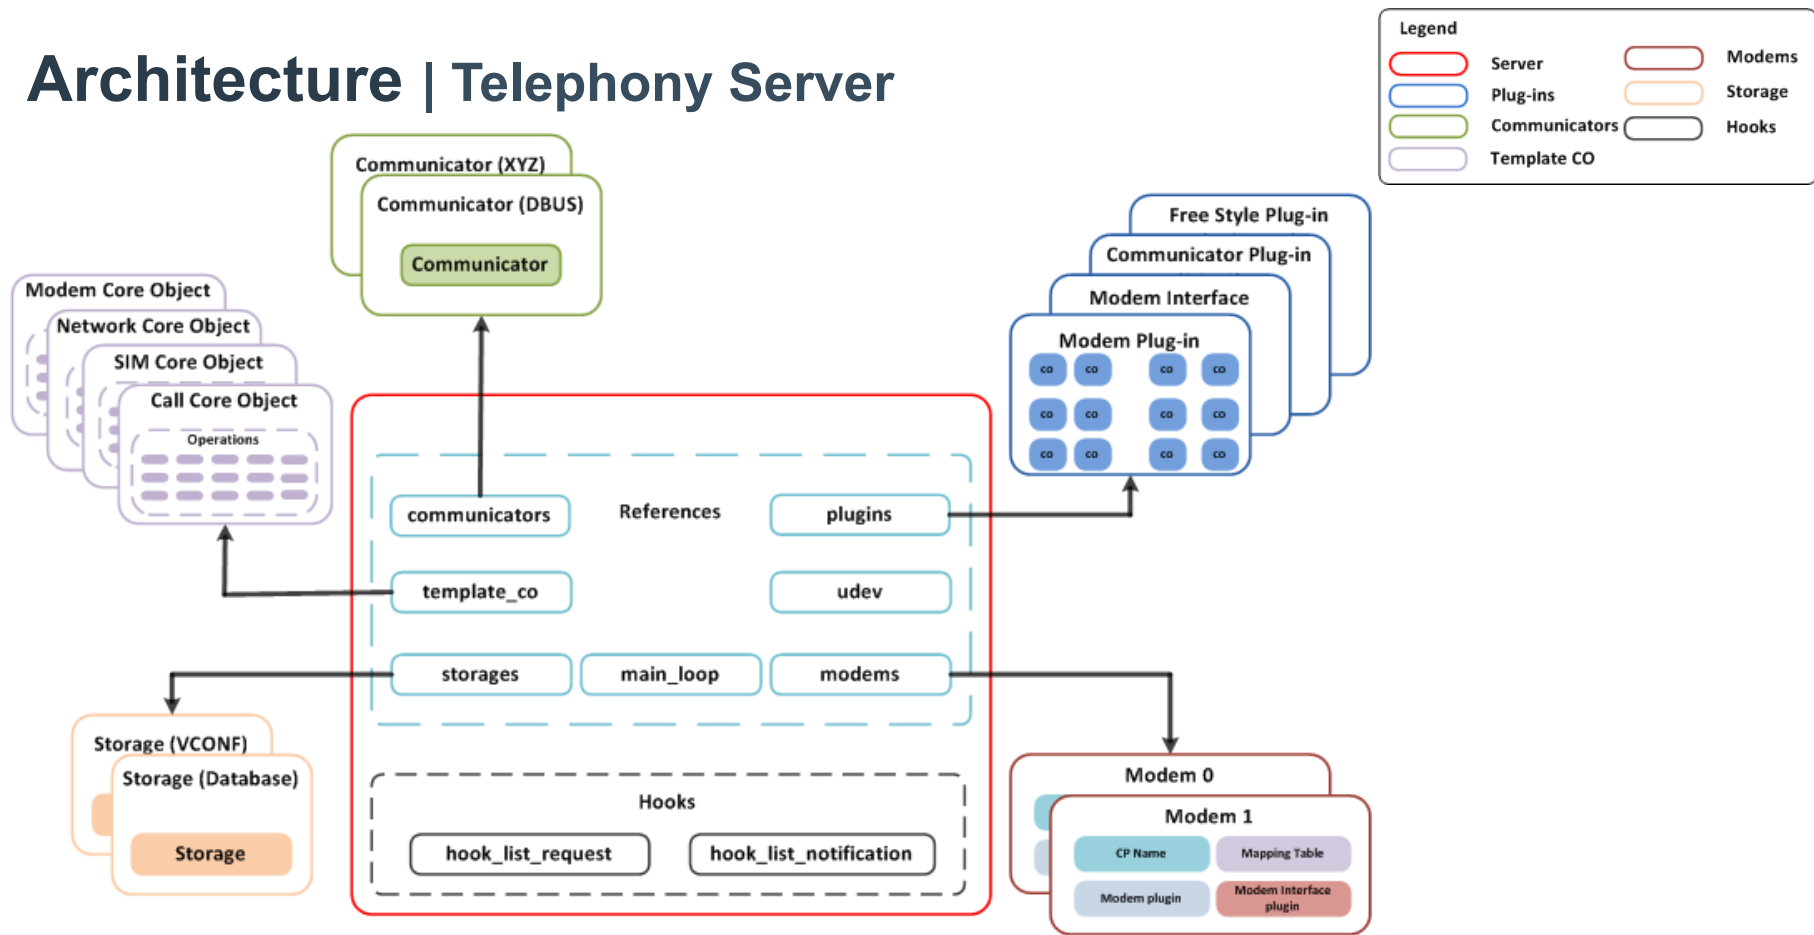 Architecture | Telephony Server
Legend
Server
Plug-ins
Communicators
Template CO
Modems
Storage
Hooks
Communicator (XYZ)
Communicator (DBUS)
Communicator
Free Style Plug-in
Communicator Plug-in
Modem Interface
Modem Plug-in
co co co co
co co co co
co co co co
Modem Core Object
Network Core Object
SIM Core Object
Call Core Object
Operations
communicators
References
plugins
template_co
udev
storages
main_loop
modems
Storage (VCONF)
Storage (Database)
Storage
Hooks
hook_list_request
hook_list_notification
Modem 0
Modem 1
CP Name
Mapping Table
Modem plugin
Modem Interface
plugin